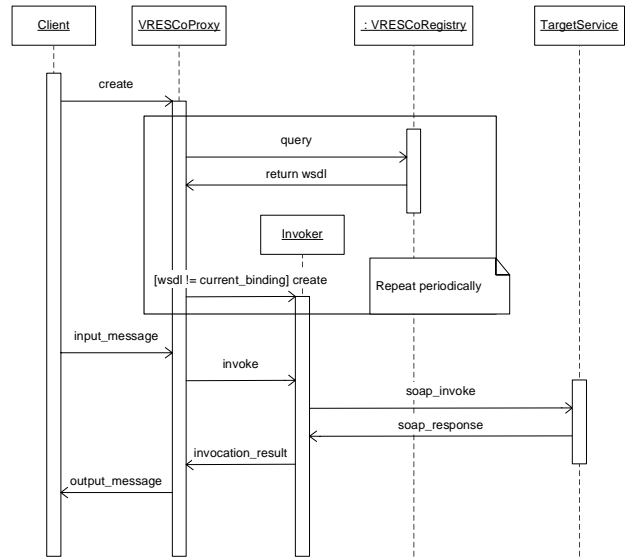 Client
VRESCoProxy
: VRESCoRegistry
TargetService
create
query
return wsdl
Invoker
[wsdl != current_binding] create
Repeat periodically
input_message
invoke
soap_invoke
soap_response
invocation_result
output_message